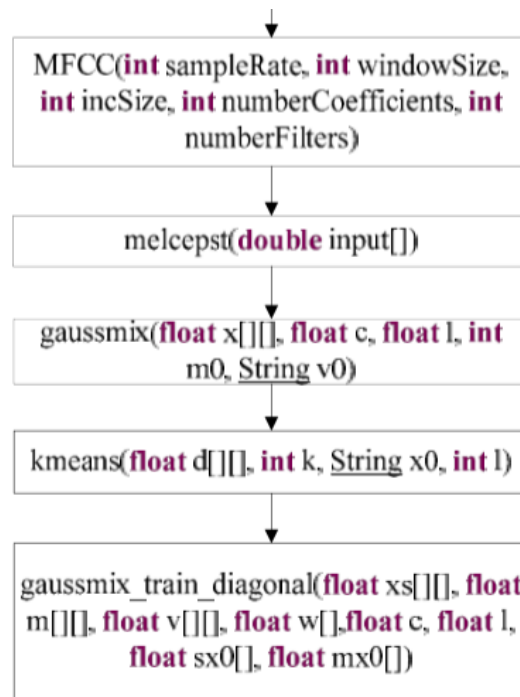 MFCC(int sampleRate, int windowSize,
int incSize, int numberCoefficients, int
numberFilters)
melcepst(double input[])
gaussmix(float x[][], float c, float l, int
m0, String v0)
kmeans(float d[][], int k, String x0, int l)
gaussmix_train_diagonal(float xs[][], float
m[][], float v[][], float w[],float c, float l,
float sx0[], float mx0[])